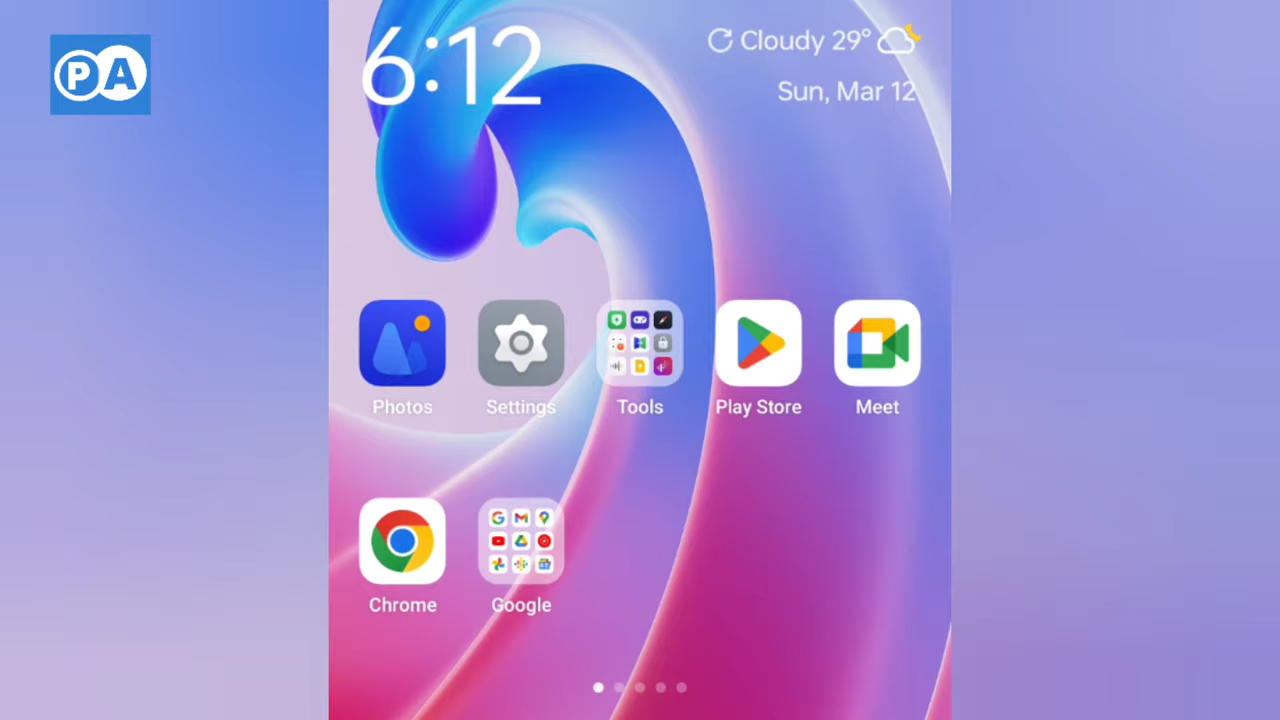 PA
6:12
Cloudy 29°
Sun, Mar 12
Photos
Settings
Tools
Play Store
Meet
Chrome
Google